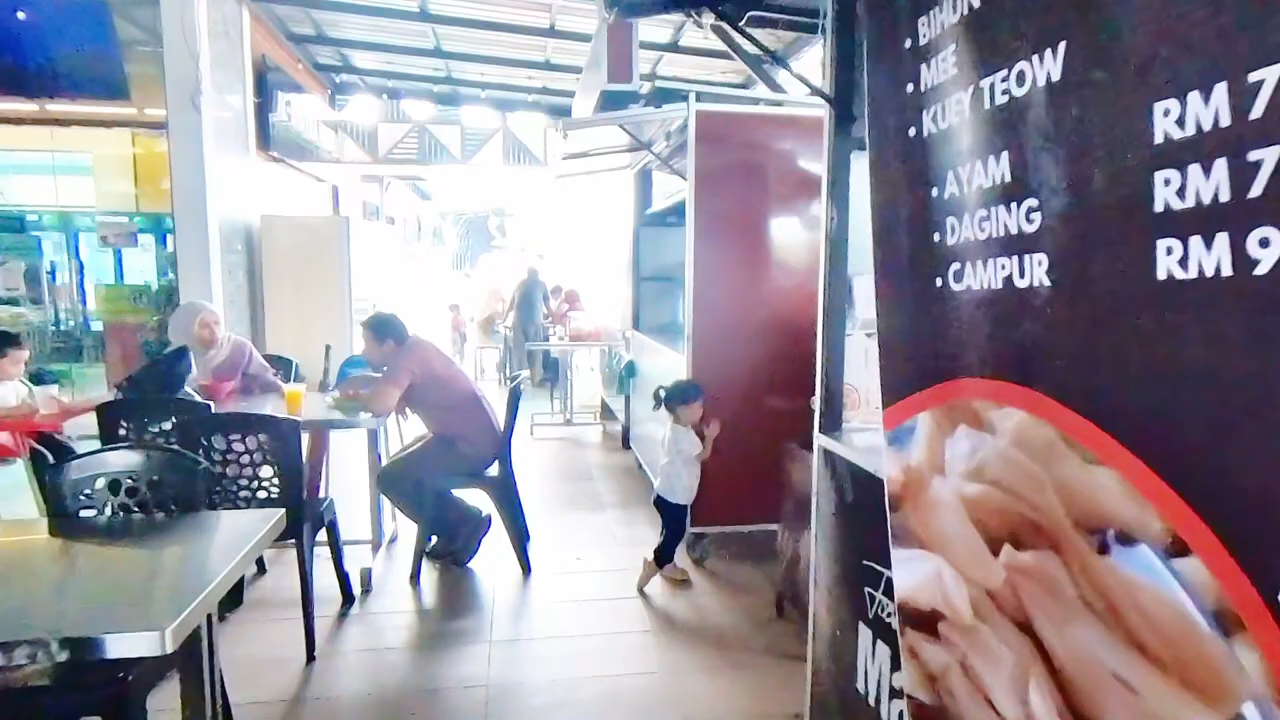 • BIHUN
• MEE
• KUEY TEOW
• AYAM RM 7
• DAGING RM 7
• CAMPUR RM 9